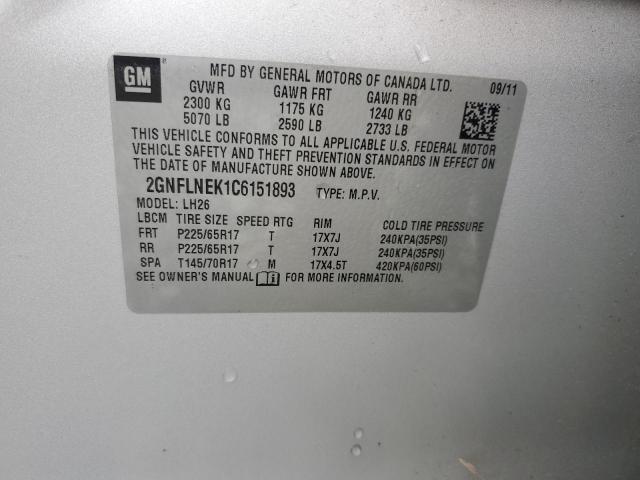 GM ®
MFD BY GENERAL MOTORS OF CANADA LTD. 09/11
GVWR GAWR FRT GAWR RR
2300 KG 1175 KG 1240 KG
5070 LB 2590 LB 2733 LB
THIS VEHICLE CONFORMS TO ALL APPLICABLE U.S. FEDERAL MOTOR
VEHICLE SAFETY AND THEFT PREVENTION STANDARDS IN EFFECT ON
THE DATE OF MANUFACTURE SHOWN ABOVE.
2GNFLNEK1C6151893 TYPE: M.P.V.
MODEL: LH26
LBCM TIRE SIZE SPEED RTG RIM COLD TIRE PRESSURE
FRT P225/65R17 T 17X7J 240KPA(35PSI)
RR P225/65R17 T 17X7J 240KPA(35PSI)
SPA T145/70R17 M 17X4.5T 420KPA(60PSI)
SEE OWNER'S MANUAL FOR MORE INFORMATION.